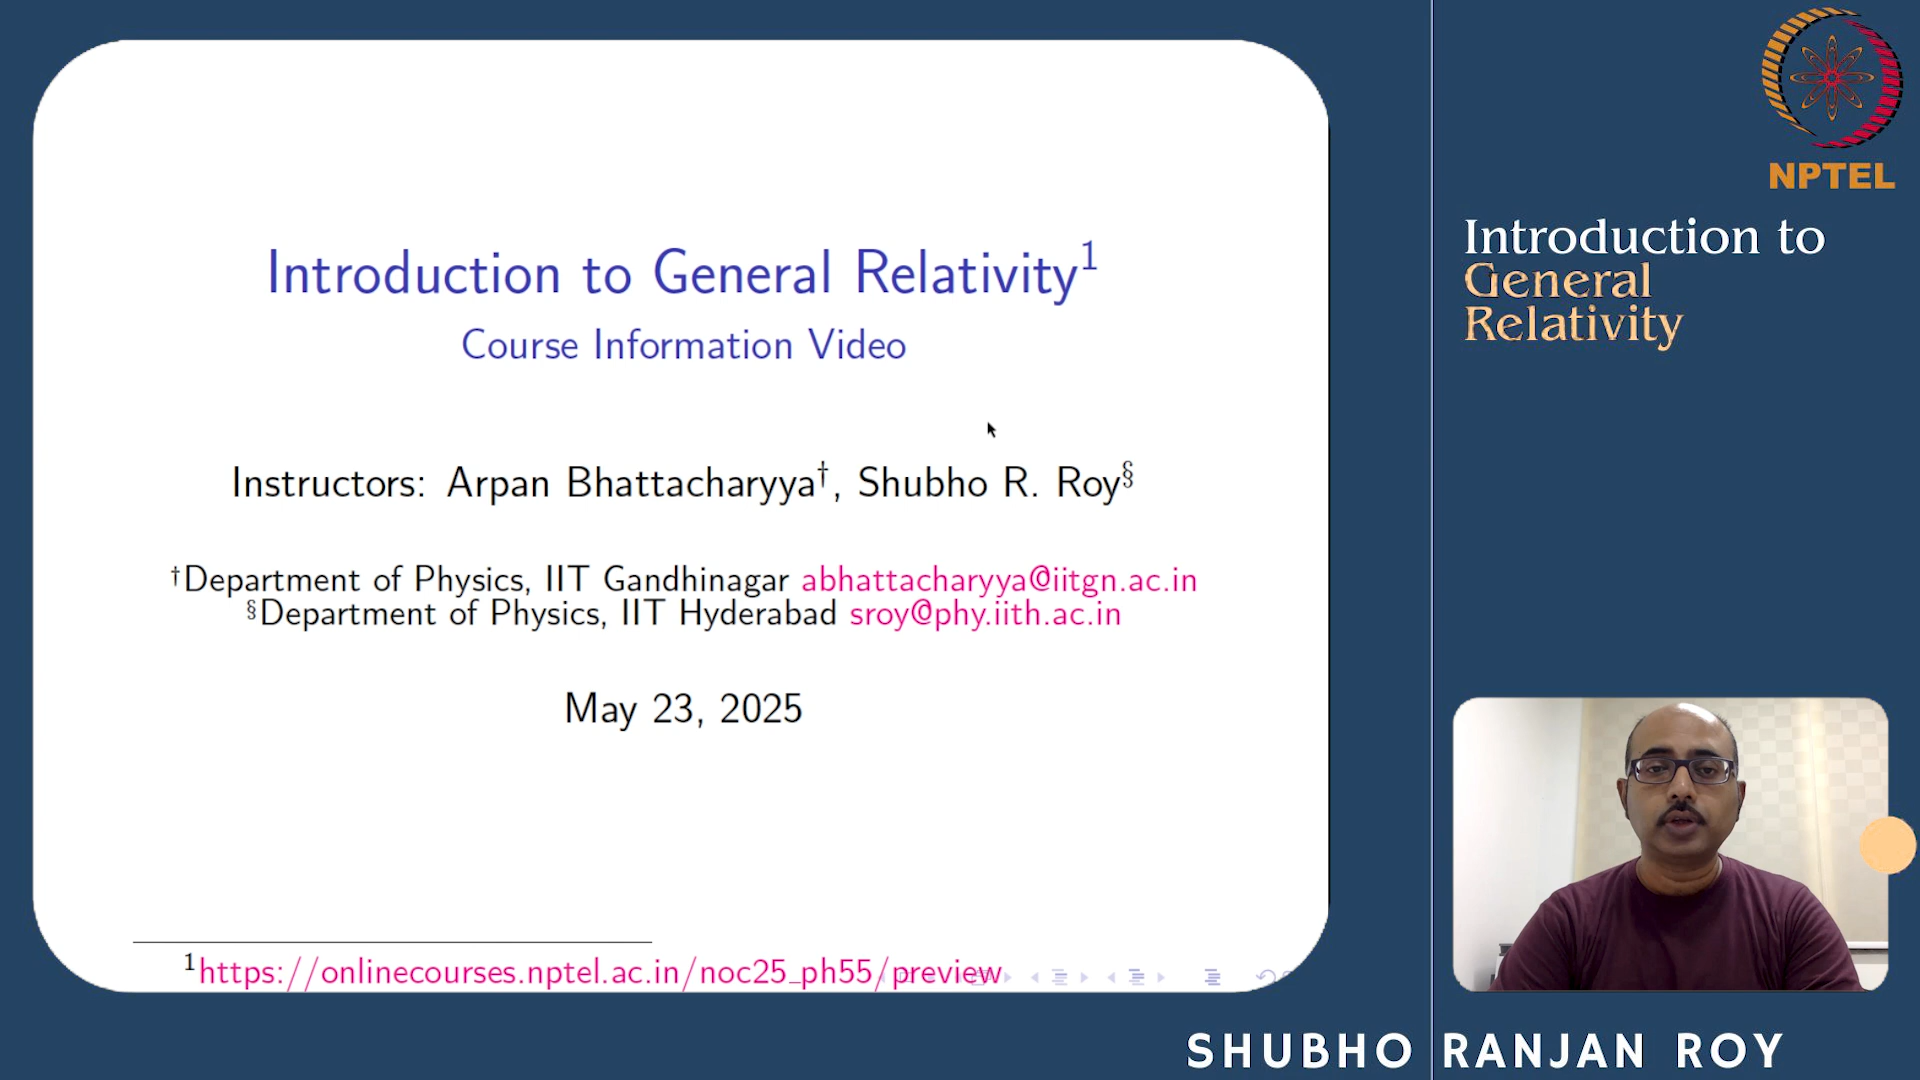 Introduction to General Relativity¹
Course Information Video
Instructors: Arpan Bhattacharyya†, Shubho R. Roy§
†Department of Physics, IIT Gandhinagar abhattacharyya@iitgn.ac.in
§Department of Physics, IIT Hyderabad sroy@phy.iith.ac.in
May 23, 2025
¹https://onlinecourses.nptel.ac.in/noc25_ph55/preview
NPTEL
Introduction to
General
Relativity
SHUBHO RANJAN ROY